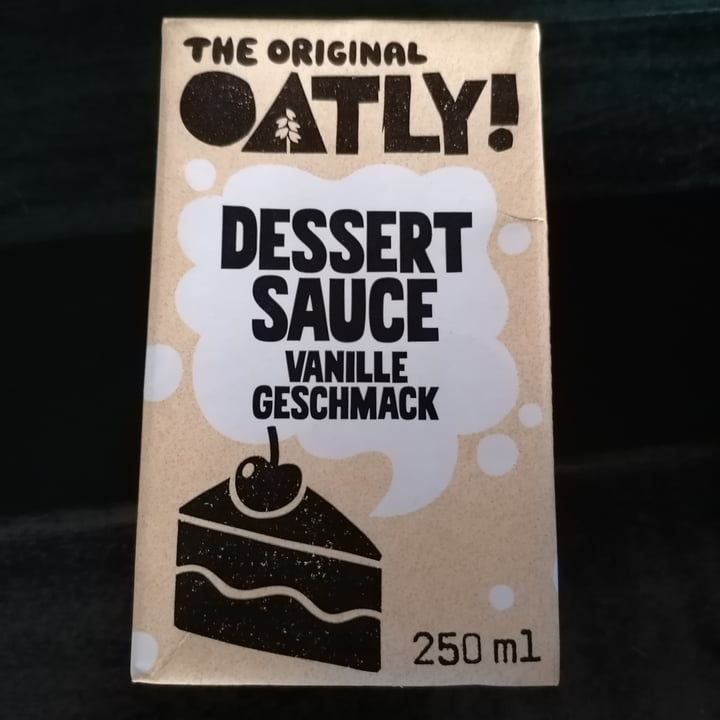 THE ORIGINAL
OATLY!
DESSERT
SAUCE
VANILLE
GESCHMACK
250 ml